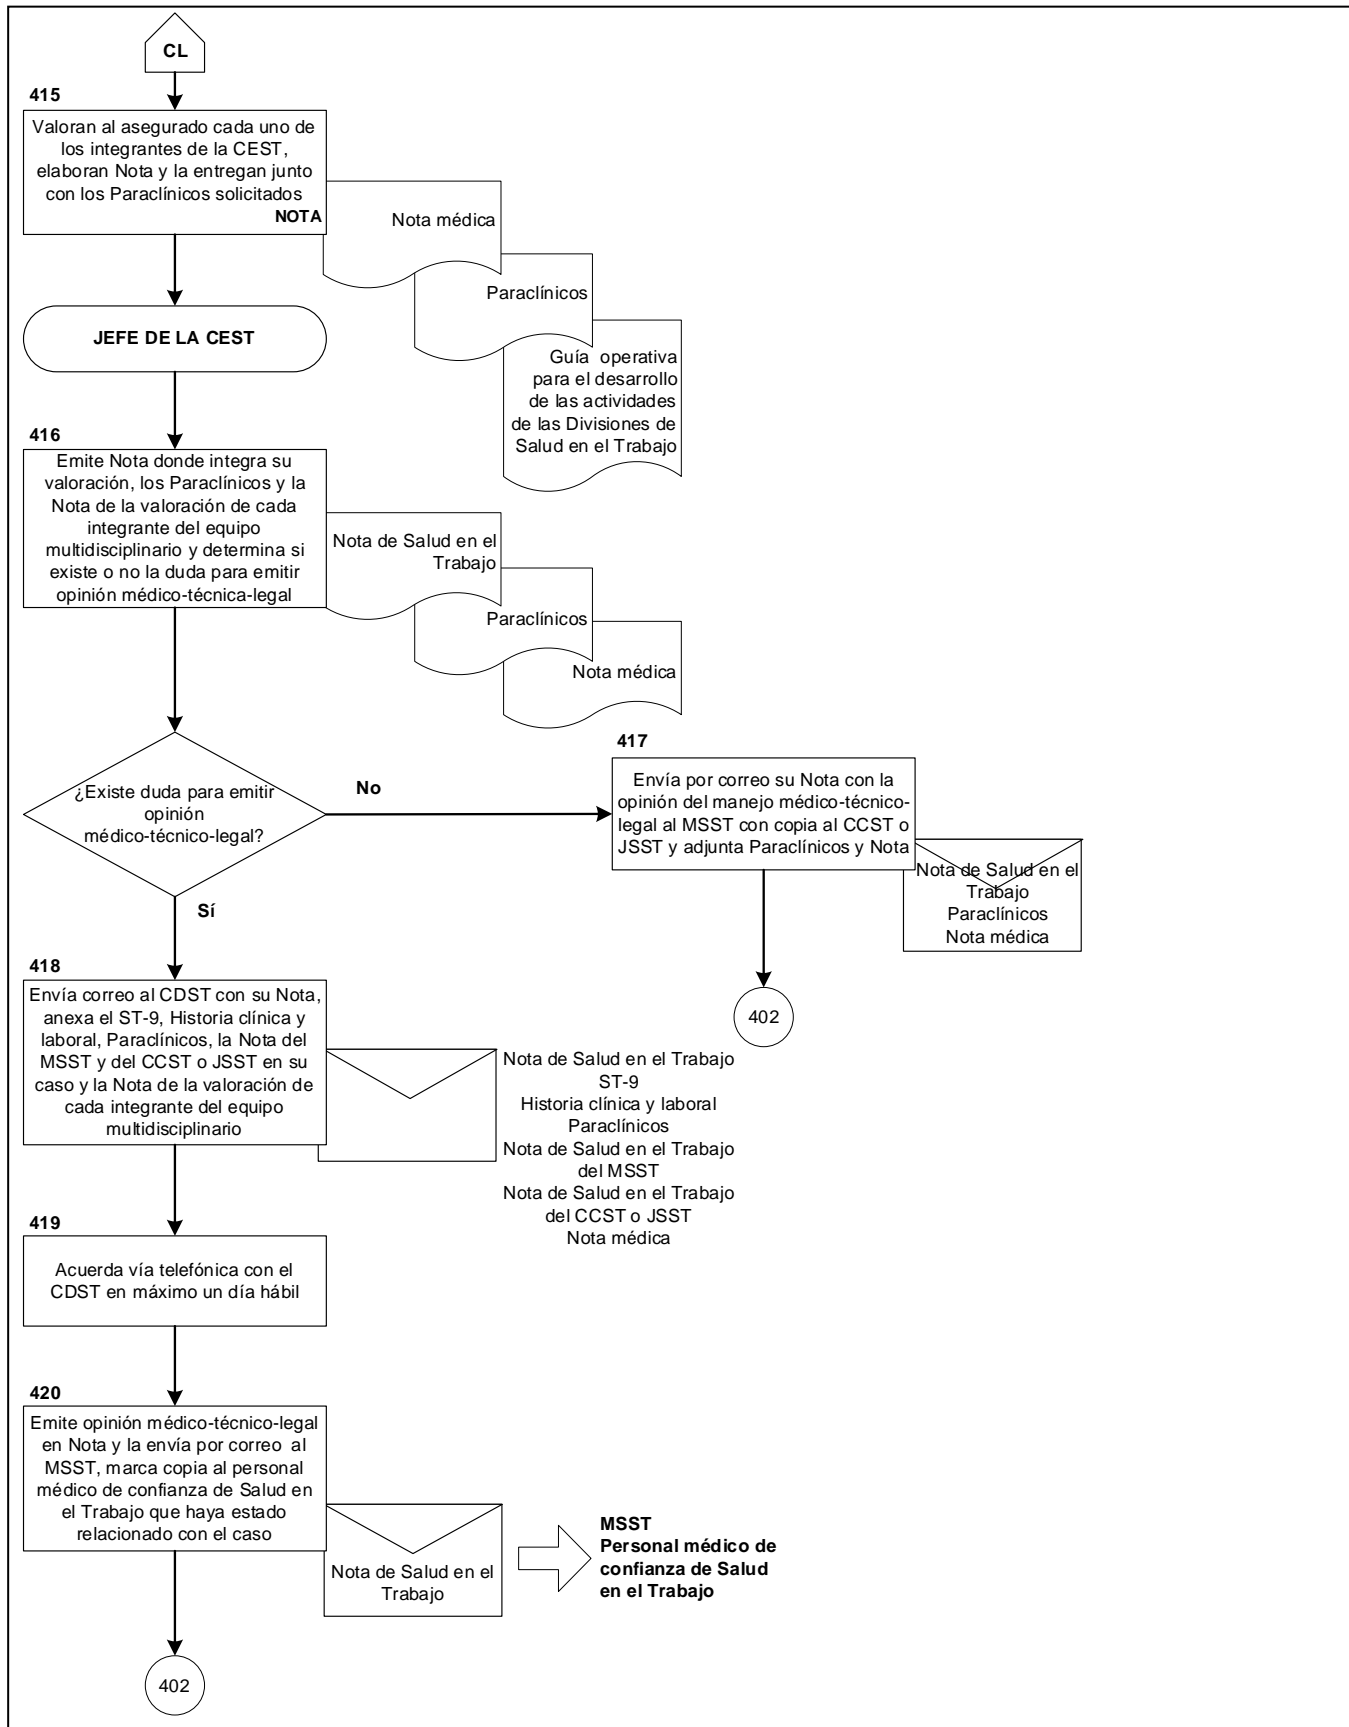 CL
415
Valoran al asegurado cada uno de
los integrantes de la CEST,
elaboran Nota y la entregan junto
con los Paraclínicos solicitados
NOTA
Nota médica
Paraclínicos
Guía operativa
para el desarrollo
de las actividades
de las Divisiones de
Salud en el Trabajo
JEFE DE LA CEST
416
Emite Nota donde integra su
valoración, los Paraclínicos y la
Nota de la valoración de cada
integrante del equipo
multidisciplinario y determina si
existe o no la duda para emitir
opinión médico-técnica-legal
Nota de Salud en el
Trabajo
Paraclínicos
Nota médica
¿Existe duda para emitir
opinión
médico-técnico-legal?
No
Sí
417
Envía por correo su Nota con la
opinión del manejo médico-técnico-
legal al MSST con copia al CCST o
JSST y adjunta Paraclínicos y Nota
Nota de Salud en el
Trabajo
Paraclínicos
Nota médica
402
418
Envía correo al CDST con su Nota,
anexa el ST-9, Historia clínica y
laboral, Paraclínicos, la Nota del
MSST y del CCST o JSST en su
caso y la Nota de la valoración de
cada integrante del equipo
multidisciplinario
Nota de Salud en el Trabajo
ST-9
Historia clínica y laboral
Paraclínicos
Nota de Salud en el Trabajo
del MSST
Nota de Salud en el Trabajo
del CCST o JSST
Nota médica
419
Acuerda vía telefónica con el
CDST en máximo un día hábil
420
Emite opinión médico-técnico-legal
en Nota y la envía por correo al
MSST, marca copia al personal
médico de confianza de Salud en
el Trabajo que haya estado
relacionado con el caso
Nota de Salud en el
Trabajo
MSST
Personal médico de
confianza de Salud
en el Trabajo
402